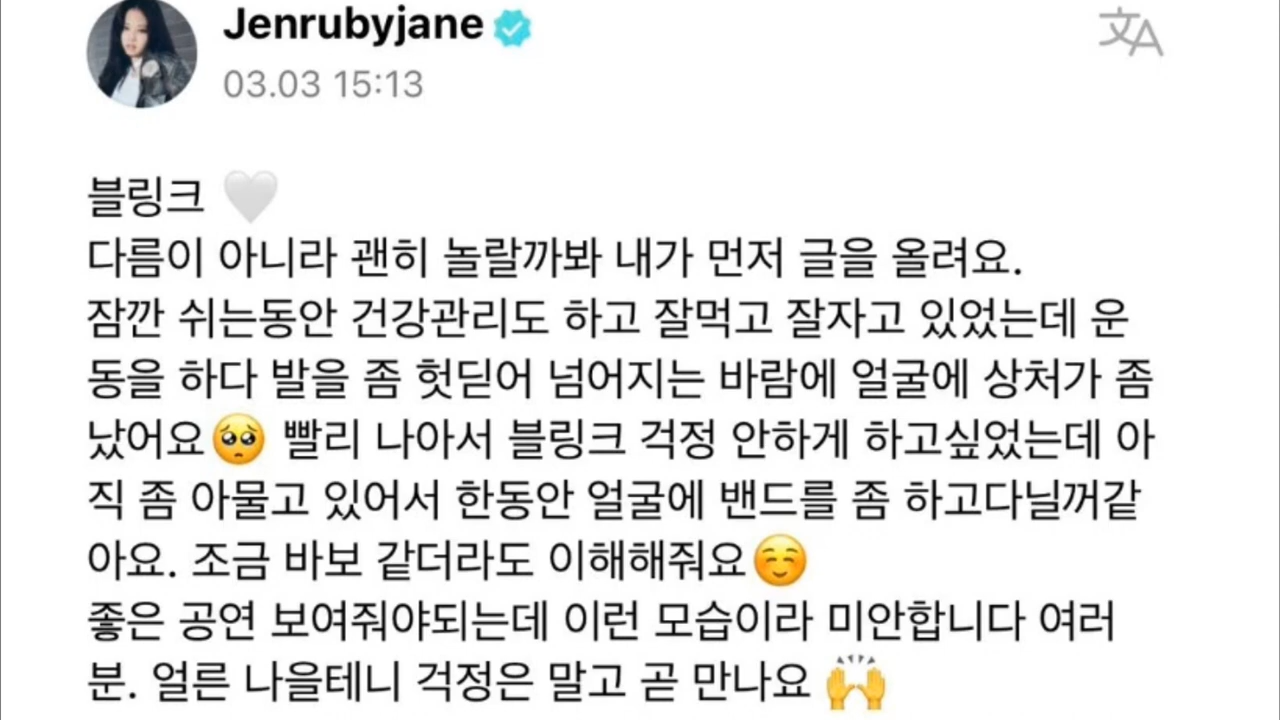 Jenrubyjane
03.03 15:13
文A
블링크 🤍
다름이 아니라 괜히 놀랄까봐 내가 먼저 글을 올려요.
잠깐 쉬는동안 건강관리도 하고 잘먹고 잘자고 있었는데 운
동을 하다 발을 좀 헛딛어 넘어지는 바람에 얼굴에 상처가 좀
났어요🥺 빨리 나아서 블링크 걱정 안하게 하고싶었는데 아
직 좀 아물고 있어서 한동안 얼굴에 밴드를 좀 하고다닐꺼같
아요. 조금 바보 같더라도 이해해줘요☺️
좋은 공연 보여줘야되는데 이런 모습이라 미안합니다 여러
분. 얼른 나을테니 걱정은 말고 곧 만나요 🙌